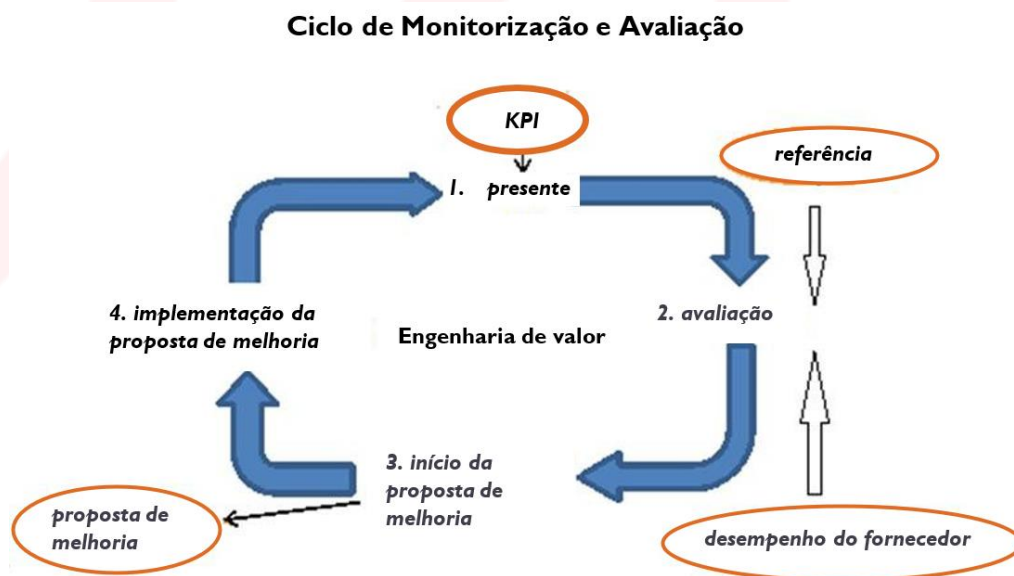 Ciclo de Monitorização e Avaliação
KPI
referência
1. presente
4. implementação da
proposta de melhoria
Engenharia de valor
2. avaliação
3. início da
proposta de
melhoria
proposta de
melhoria
desempenho do fornecedor